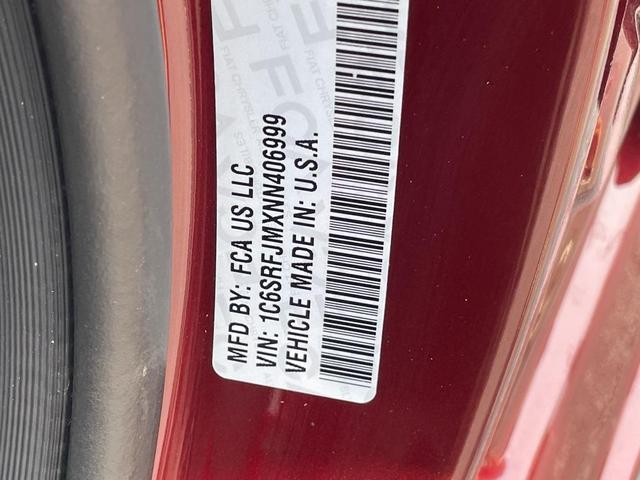 MFD BY: FCA US LLC
VIN: 1C6SRFJMXNN406999
VEHICLE MADE IN: U.S.A.